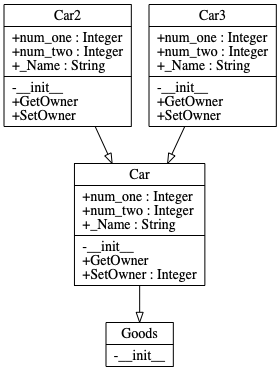 Car2
+num_one : Integer
+num_two : Integer
+_Name : String
-__init__
+GetOwner
+SetOwner
Car3
+num_one : Integer
+num_two : Integer
+_Name : String
-__init__
+GetOwner
+SetOwner
Car
+num_one : Integer
+num_two : Integer
+_Name : String
-__init__
+GetOwner
+SetOwner : Integer
Goods
-__init__